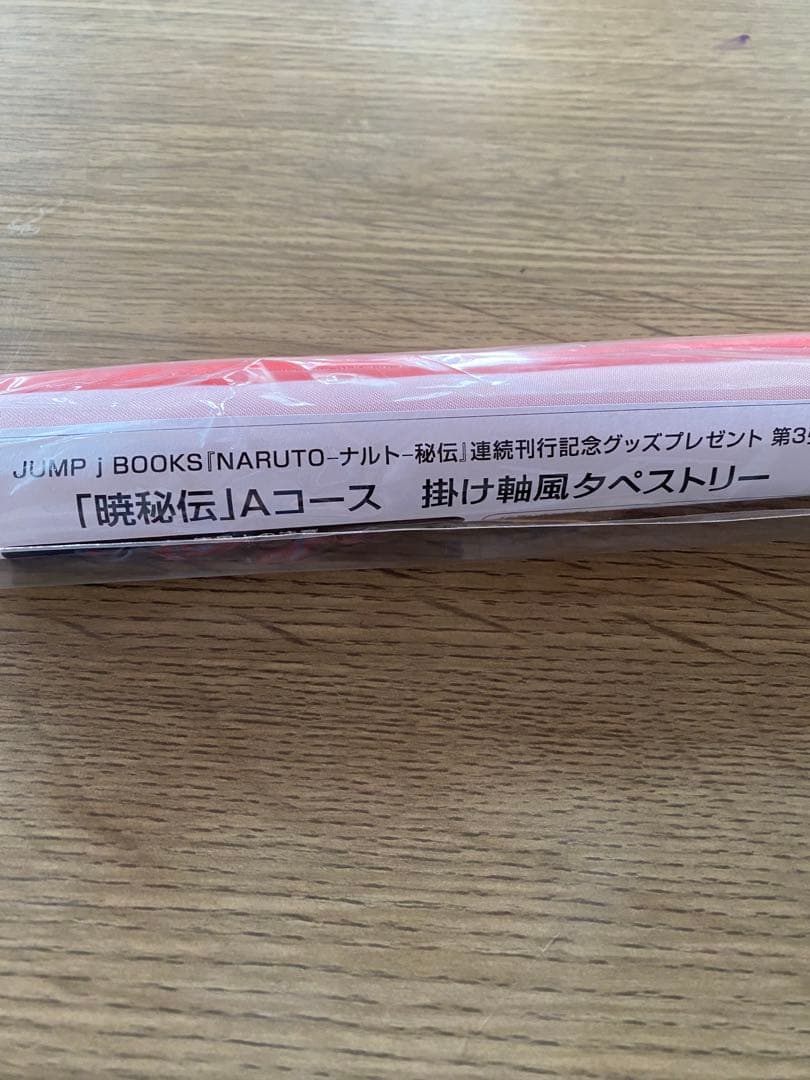 JUMP j BOOKS『NARUTO–ナルト–秘伝』連続刊行記念グッズプレゼント 第3
「暁秘伝」Aコース 掛け軸風タペストリー